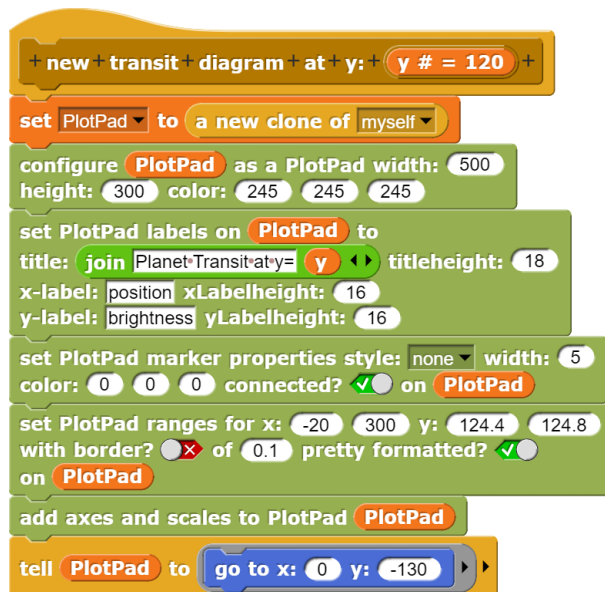 + new + transit + diagram + at + y: + y # = 120 +
set PlotPad to a new clone of myself
configure PlotPad as a PlotPad width: 500
height: 300 color: 245 245 245
set PlotPad labels on PlotPad to
title: join Planet Transit at y= y titleheight: 18
x-label: position xLabelheight: 16
y-label: brightness yLabelheight: 16
set PlotPad marker properties style: none width: 5
color: 0 0 0 connected? on PlotPad
set PlotPad ranges for x: -20 300 y: 124.4 124.8
with border? of 0.1 pretty formatted?
on PlotPad
add axes and scales to PlotPad PlotPad
tell PlotPad to go to x: 0 y: -130